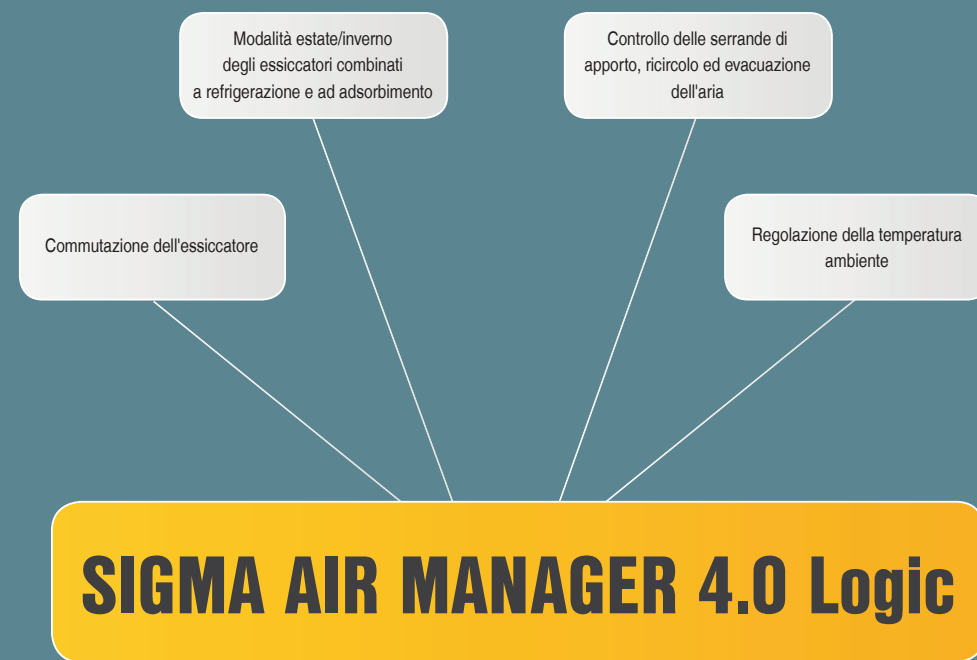 Modalità estate/inverno
degli essiccatori combinati
a refrigerazione e ad adsorbimento
Controllo delle serrande di
apporto, ricircolo ed evacuazione
dell'aria
Commutazione dell'essiccatore
Regolazione della temperatura
ambiente
SIGMA AIR MANAGER 4.0 Logic